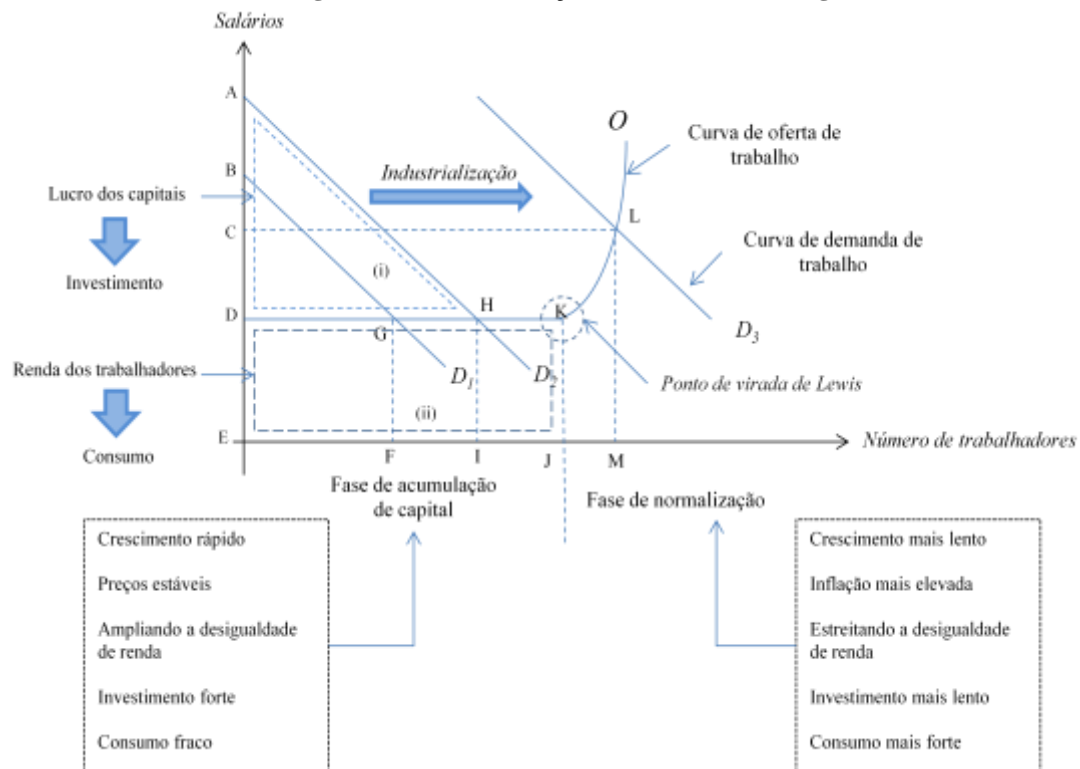 Salários
A
O
Curva de oferta de
trabalho
B
Industrialização
Lucro dos capitais
L
C
Curva de demanda de
trabalho
(i)
Investimento
H
K
D
G
D3
Renda dos trabalhadores
D1
D2
Ponto de virada de Lewis
(ii)
E
Número de trabalhadores
Consumo
F
I
J
M
Fase de acumulação
de capital
Fase de normalização
Crescimento rápido
Preços estáveis
Ampliando a desigualdade
de renda
Investimento forte
Consumo fraco
Crescimento mais lento
Inflação mais elevada
Estreitando a desigualdade
de renda
Investimento mais lento
Consumo mais forte